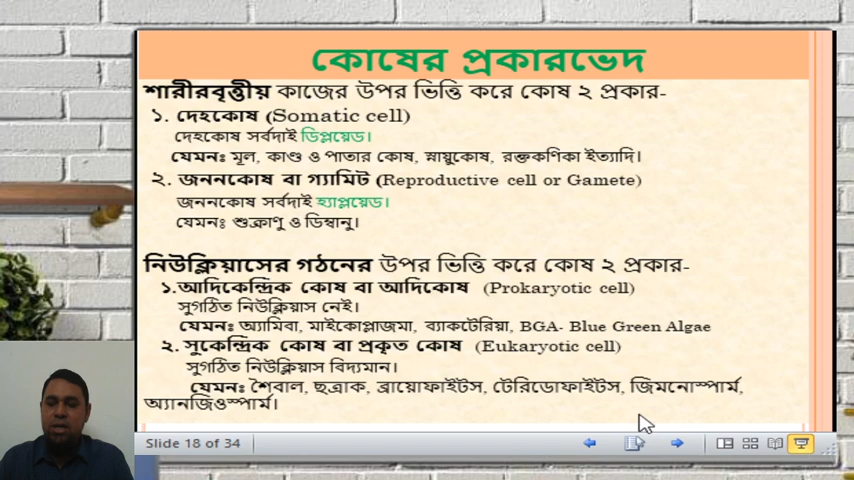 কোষের প্রকারভেদ
শারীরবৃত্তীয় কাজের উপর ভিত্তি করে কোষ ২ প্রকার-
১. দেহকোষ (Somatic cell)
দেহকোষ সর্বদাই ডিপ্লয়েড।
যেমনঃ মূল, কাণ্ড ও পাতার কোষ, স্নায়ুকোষ, রক্তকণিকা ইত্যাদি।
২. জননকোষ বা গ্যামিট (Reproductive cell or Gamete)
জননকোষ সর্বদাই হ্যাপ্লয়েড।
যেমনঃ শুক্রাণু ও ডিম্বানু।
নিউক্লিয়াসের গঠনের উপর ভিত্তি করে কোষ ২ প্রকার-
১.আদিকেন্দ্রিক কোষ বা আদিকোষ (Prokaryotic cell)
সুগঠিত নিউক্লিয়াস নেই।
যেমনঃ অ্যামিবা, মাইকোপ্লাজমা, ব্যাকটেরিয়া, BGA- Blue Green Algae
২. সুকেন্দ্রিক কোষ বা প্রকৃত কোষ (Eukaryotic cell)
সুগঠিত নিউক্লিয়াস বিদ্যমান।
যেমনঃ শৈবাল, ছত্রাক, ব্রায়োফাইটস, টেরিডোফাইটস, জিমনোস্পার্ম,
অ্যানজিওস্পার্ম।
Slide 18 of 34